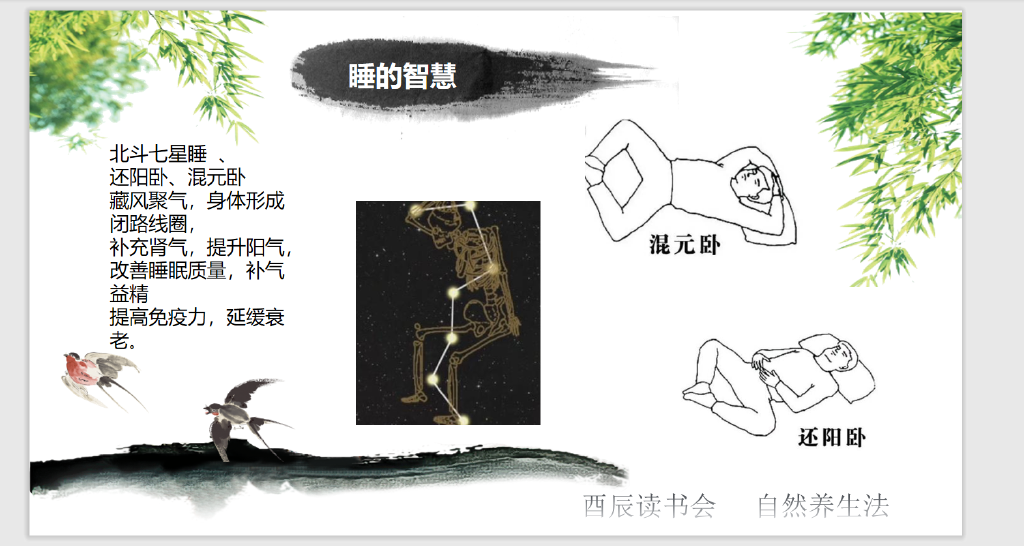 睡的智慧
北斗七星睡 、
还阳卧、混元卧
藏风聚气，身体形成
闭路线圈，
补充肾气，提升阳气，
改善睡眠质量，补气
益精
提高免疫力，延缓衰
老。
混元卧
还阳卧
酉辰读书会 自然养生法